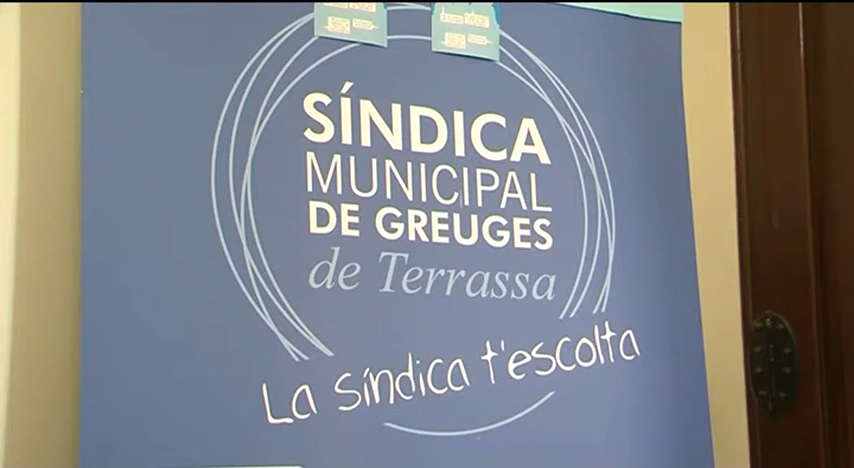 SÍNDICA
MUNICIPAL
DE GREUGES
de Terrassa
La síndica t'escolta